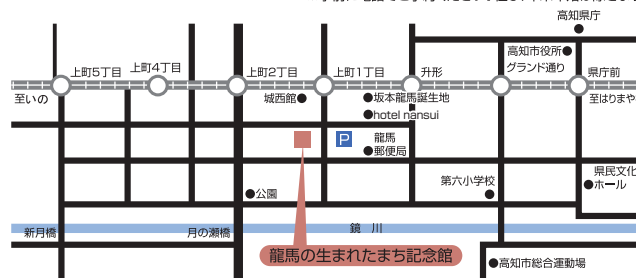 高知県庁
高知市役所
グランド通り
上町5丁目
上町4丁目
上町2丁目
上町1丁目
升形
県庁前
至いの
至はりまや
城西館
坂本龍馬誕生地
hotel nansui
P
龍馬
郵便局
公園
第六小学校
県民文化
ホール
新月橋
月の瀬橋
鏡川
龍馬の生まれたまち記念館
高知市総合運動場